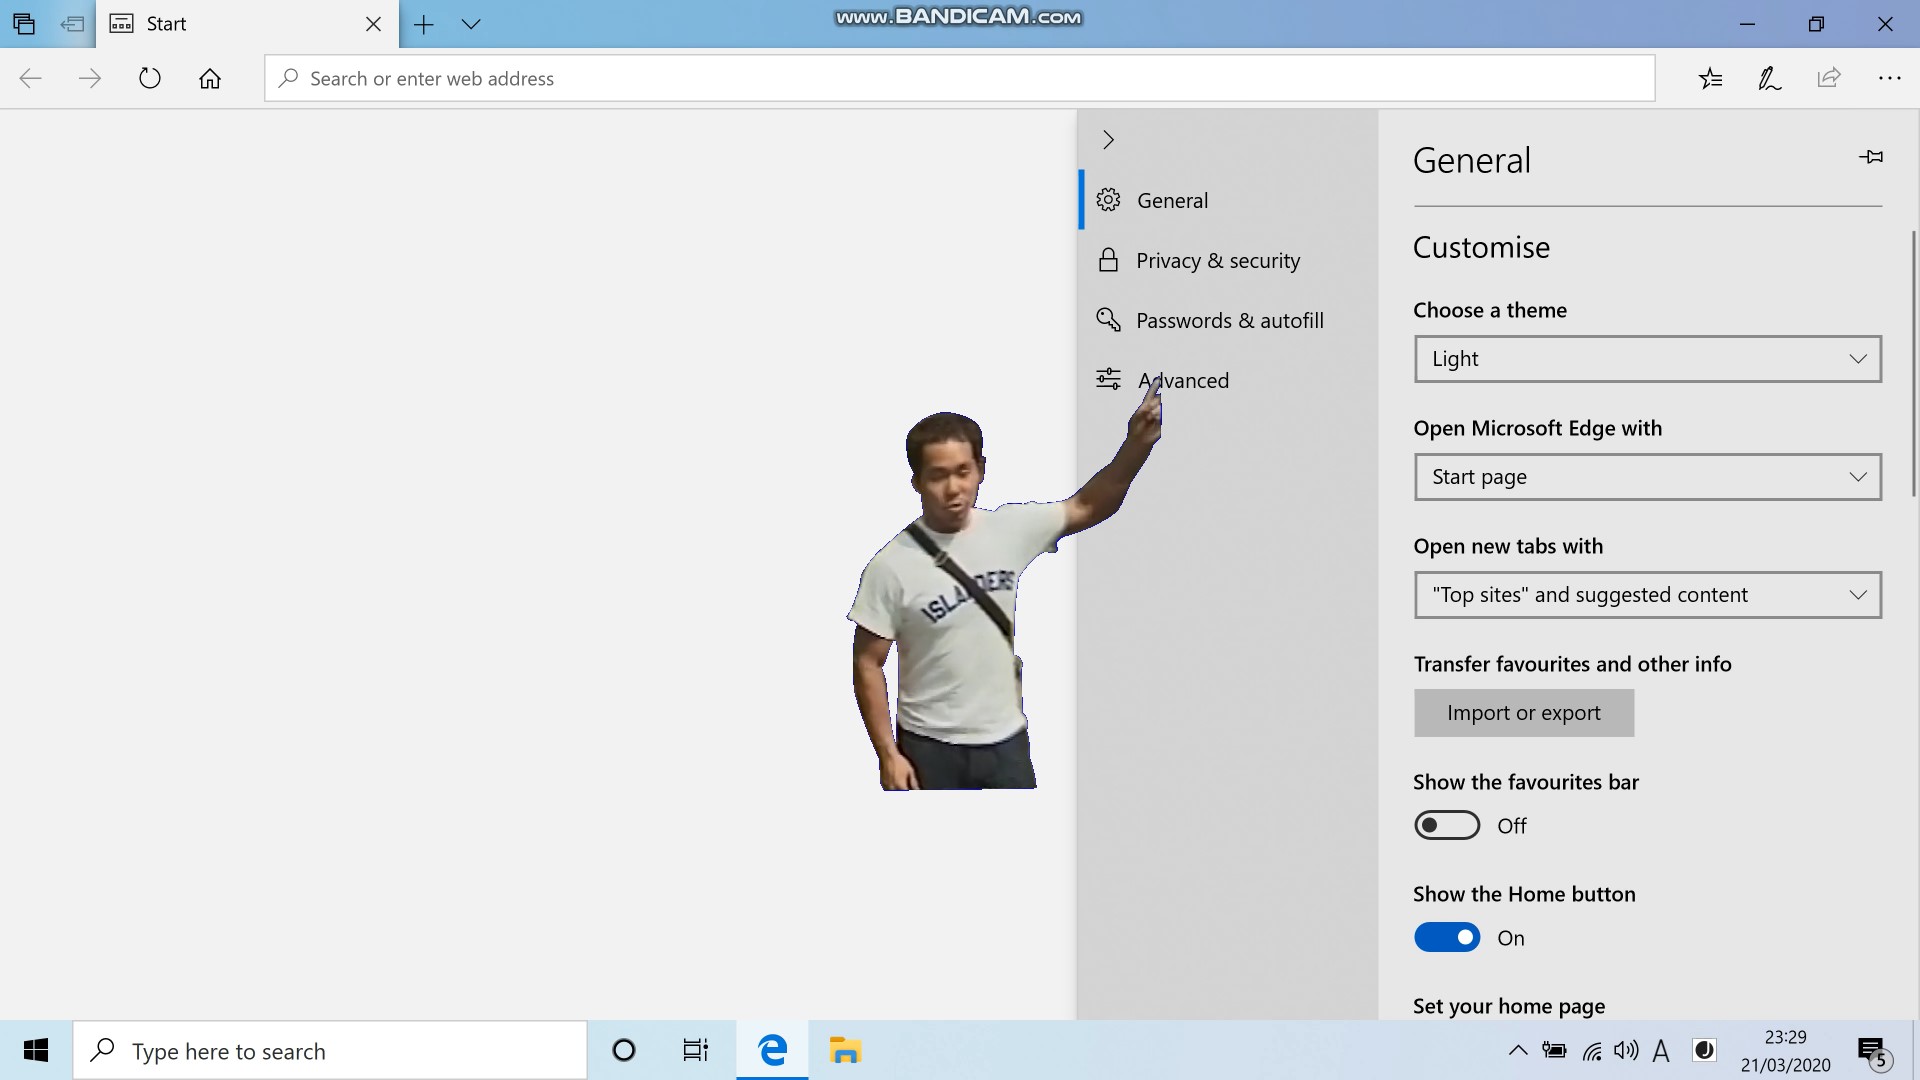 Start
www.BANDICAM.com
Search or enter web address
General
Privacy & security
Passwords & autofill
Advanced
General
Customise
Choose a theme
Light
Open Microsoft Edge with
Start page
Open new tabs with
"Top sites" and suggested content
Transfer favourites and other info
Import or export
Show the favourites bar
Off
Show the Home button
On
Set your home page
ISLANDERS
Type here to search
A
23:29
21/03/2020
5